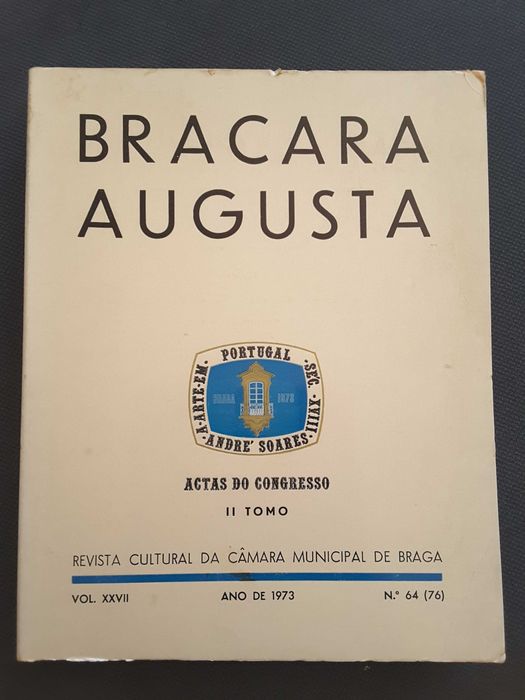 BRACARA
AUGUSTA
A·ARTE·EM·PORTUGAL·SEC.·XVIII·
BRAGA 1973
·ANDRE' SOARES·
ACTAS DO CONGRESSO
II TOMO
REVISTA CULTURAL DA CÂMARA MUNICIPAL DE BRAGA
VOL. XXVII ANO DE 1973 N.º 64 (76)